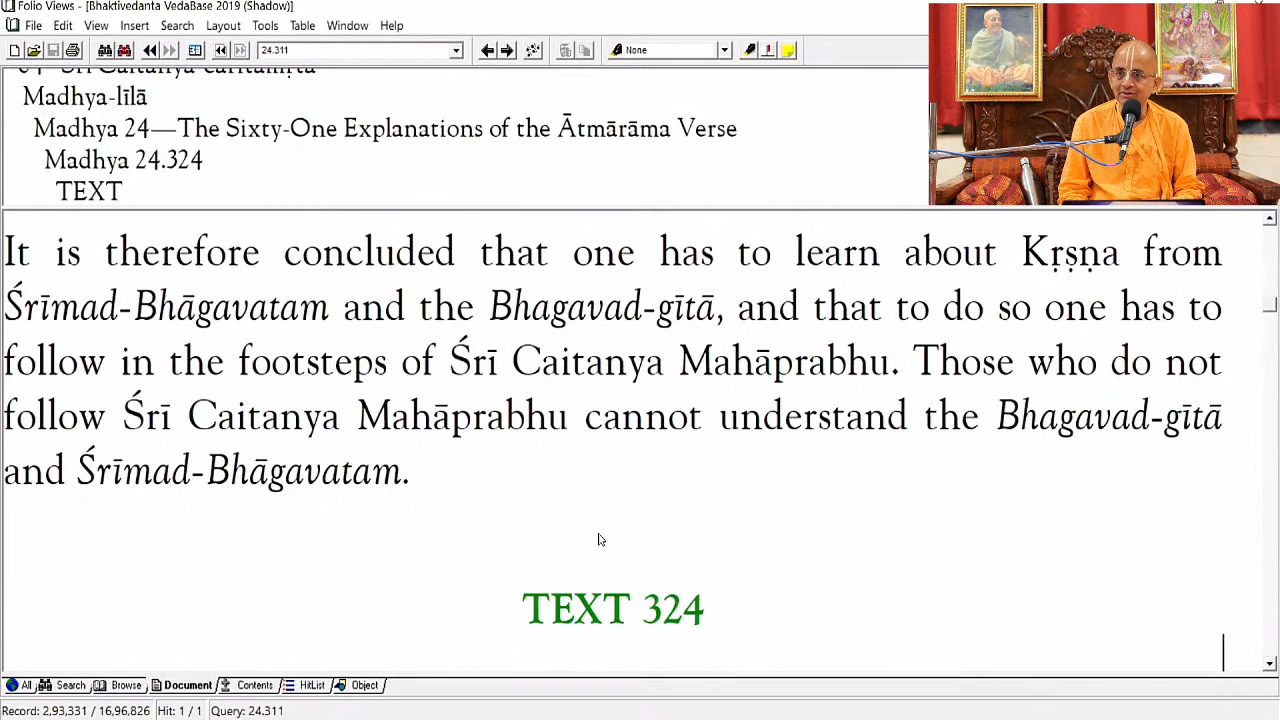 Folio Views - [Bhaktivedanta VedaBase 2019 (Shadow)]
File Edit View Insert Search Layout Tools Table Window Help
24.311 None
Śrī Caitanya-caritāmṛta
Madhya-līlā
Madhya 24—The Sixty-One Explanations of the Ātmārāma Verse
Madhya 24.324
TEXT
It is therefore concluded that one has to learn about Kṛṣṇa from
Śrīmad-Bhāgavatam and the Bhagavad-gītā, and that to do so one has to
follow in the footsteps of Śrī Caitanya Mahāprabhu. Those who do not
follow Śrī Caitanya Mahāprabhu cannot understand the Bhagavad-gītā
and Śrīmad-Bhāgavatam.
TEXT 324
All Search Browse Document Contents HitList Object
Record: 2,93,331 / 16,96,826 Hit: 1 / 1 Query: 24.311